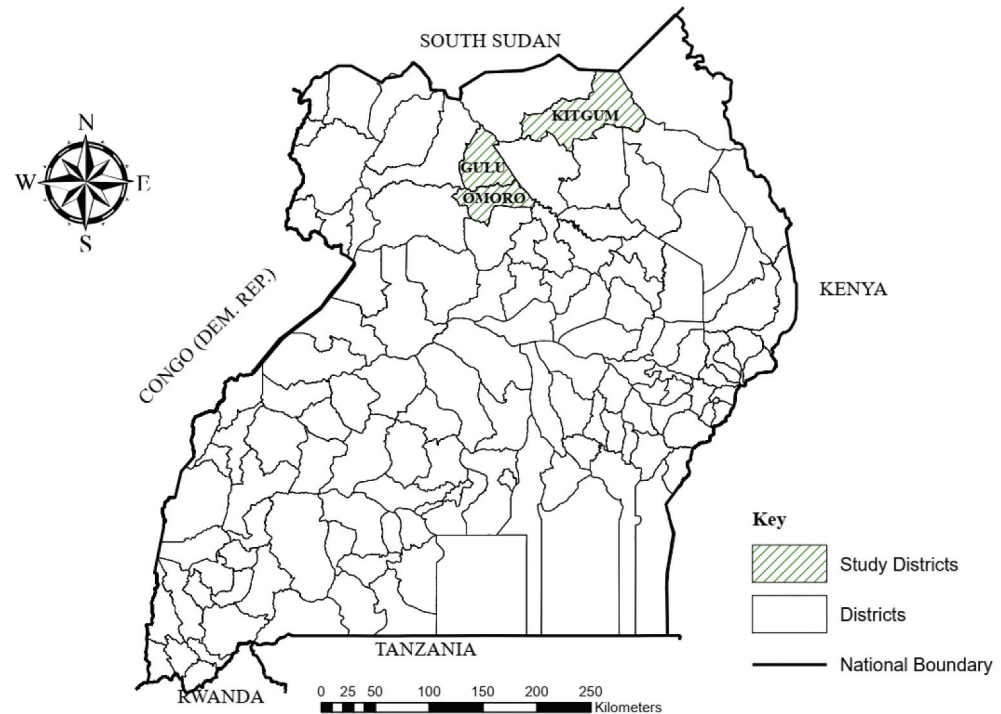 SOUTH SUDAN
N
W E
S
KITGUM
GULU
OMORO
KENYA
CONGO (DEM. REP.)
Key
Study Districts
Districts
National Boundary
TANZANIA
RWANDA
0 25 50 100 150 200 250
Kilometers